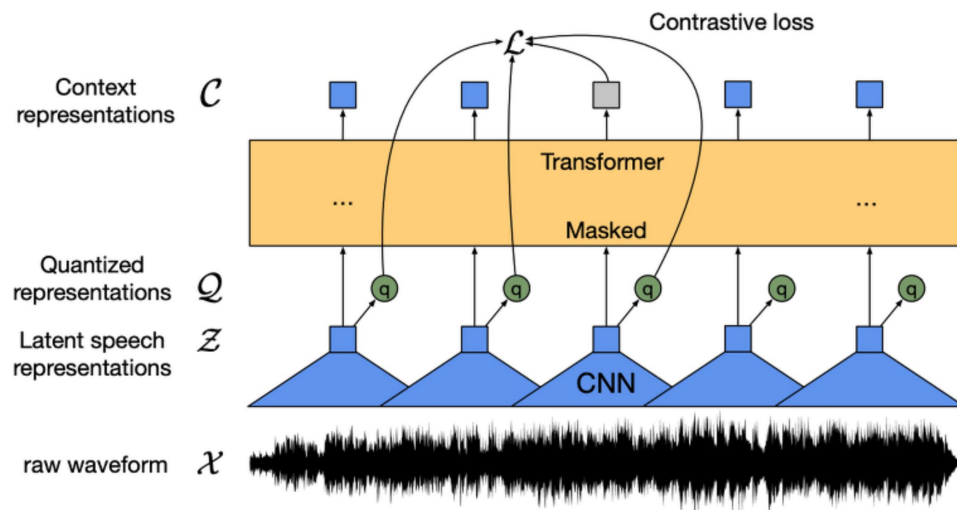 Contrastive loss
ℒ
Context
representations
𝒞
Transformer
...
...
Masked
Quantized
representations
𝒬
q
q
q
q
q
Latent speech
representations
𝒵
CNN
raw waveform
𝒳